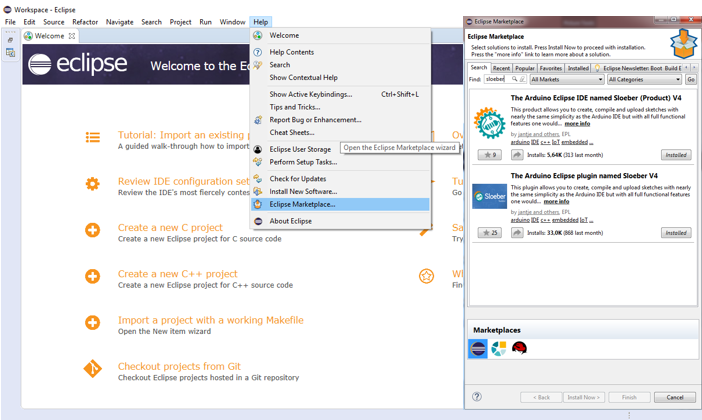 Workspace - Eclipse
File Edit Source Refactor Navigate Search Project Run Window Help
Welcome
eclipse
Welcome to the Eclipse
Tutorial: Import an existing p
A guided walk-through how to import
Review IDE configuration set
Review the IDE's most fiercely contes
Create a new C project
Create a new Eclipse project for C source code
Create a new C++ project
Create a new Eclipse project for C++ source code
Import a project with a working Makefile
Open the New item wizard
Checkout projects from Git
Checkout Eclipse projects hosted in a Git repository
Ov
Get
Tu
Go
Sa
Try
Wh
Fin
Welcome
Help Contents
Search
Show Contextual Help
Show Active Keybindings... Ctrl+Shift+L
Tips and Tricks...
Report Bug or Enhancement...
Cheat Sheets...
Eclipse User Storage
Perform Setup Tasks...
Check for Updates
Install New Software...
Eclipse Marketplace...
About Eclipse
Open the Eclipse Marketplace wizard
Eclipse Marketplace
Eclipse Marketplace
Select solutions to install. Press Install Now to proceed with installation.
Press the "more info" link to learn more about a solution.
Search Recent Popular Favorites Installed Eclipse Newsletter: Boot Build E
Find: sloeber All Markets All Categories Go
The Arduino Eclipse IDE named Sloeber (Product) V4
This product allows you to create, compile and upload sketches with
nearly the same simplicity as the Arduino IDE but with all full functional
features one would... more info
by jantje and others, EPL
arduino IDE c++ IoT embedded ...
9 Installs: 5,64K (313 last month) Installed
The Arduino Eclipse plugin named Sloeber V4
This plugin allows you to create, compile and upload sketches with nearly
the same simplicity as the Arduino IDE but with all full functional features
one would... more info
by jantje and others, EPL
arduino IDE c++ embedded IoT ...
25 Installs: 33,0K (868 last month) Installed
Marketplaces
< Back Install Now > Finish Cancel